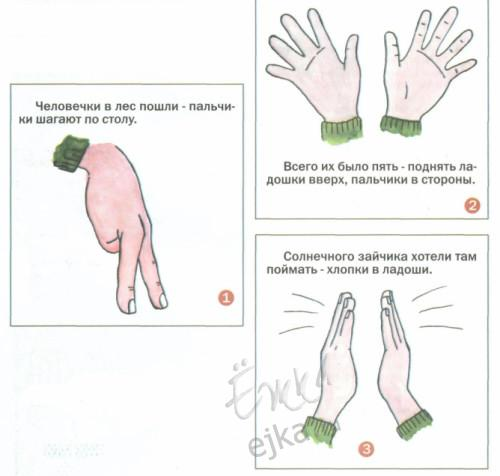 Человечки в лес пошли - пальчи-
ки шагают по столу.
1
Всего их было пять - поднять ла-
дошки вверх, пальчики в стороны.
2
Солнечного зайчика хотели там
поймать - хлопки в ладоши.
3